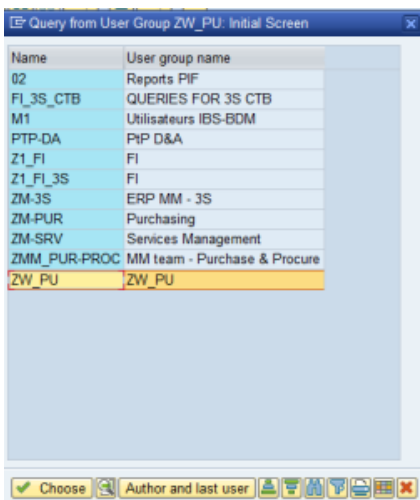 Query from User Group ZW_PU: Initial Screen
Name User group name
02 Reports PIF
FI_3S_CTB QUERIES FOR 3S CTB
M1 Utilisateurs IBS-BDM
PTP-DA PtP D&A
Z1_FI FI
Z1_FI_3S FI
ZM-3S ERP MM - 3S
ZM-PUR Purchasing
ZM-SRV Services Management
ZMM_PUR-PROC MM team - Purchase & Procure
ZW_PU ZW_PU
Choose Author and last user